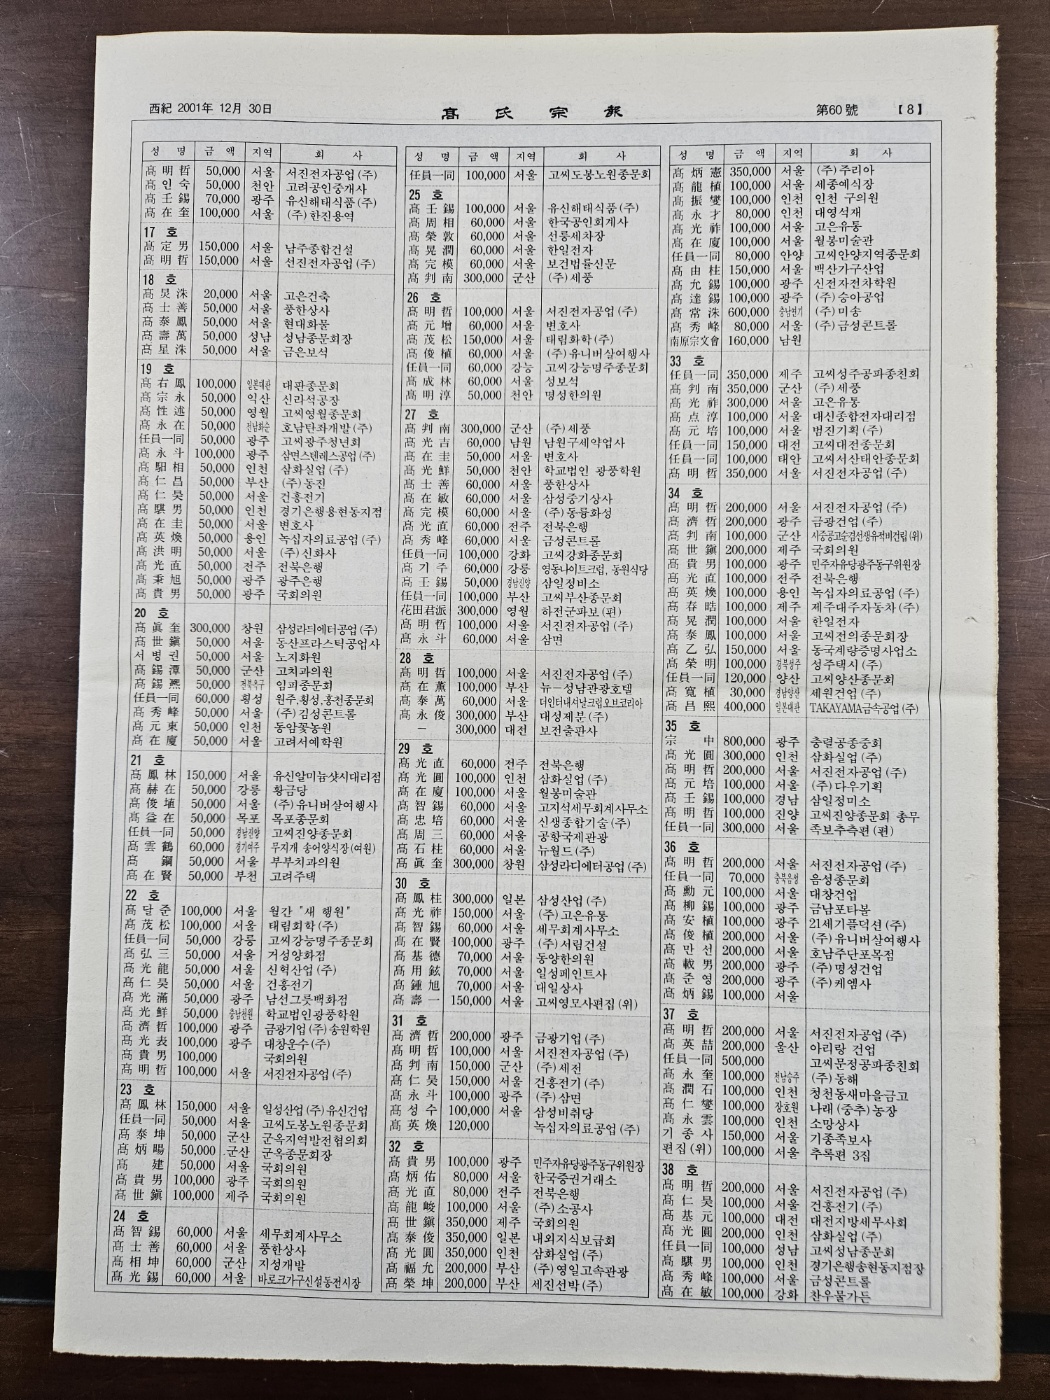 西紀 2001年 12月 30日
高 氏 宗 報
第60號 【8】
성 명 금 액 지역 회 사
高 明 哲 50,000 서울 서진전자공업(주)
高 仁 淑 50,000 천안 고려공인중개사
高 壬 錫 70,000 광주 유신해태식품(주)
高 在 奎 100,000 서울 (주)한진용역
17 호
高 定 男 150,000 서울 남주종합건설
高 明 哲 150,000 서울 선진전자공업(주)
18 호
高 炅 洙 20,000 서울 고은건축
高 士 善 50,000 서울 풍한상사
高 泰 鳳 50,000 서울 현대화물
高 壽 萬 50,000 성남 성남종문회장
高 星 洙 50,000 서울 금은보석
19 호
高 右 鳳 100,000 일본대판 대판종문회
高 宗 永 50,000 익산 신라석공장
高 性 述 50,000 영월 고씨영월종문회
高 永 在 50,000 전남화순 호남탄좌개발(주)
任員一同 50,000 광주 고씨광주청년회
高 永 斗 100,000 광주 삼면스텐레스공업(주)
高 馹 相 50,000 인천 삼화실업(주)
高 仁 昌 50,000 부산 (주)동진
高 仁 昊 50,000 서울 건흥전기
高 騏 男 50,000 인천 경기은행용현동지점
高 在 圭 50,000 서울 변호사
高 英 煥 50,000 용인 녹십자의료공업(주)
高 洪 明 50,000 서울 (주)신화사
高 光 直 50,000 전주 전북은행
高 秉 旭 50,000 광주 광주은행
高 貴 男 50,000 광주 국회의원
20 호
高 眞 奎 300,000 창원 삼성라듸에터공업(주)
高 世 鎭 50,000 서울 동산프라스틱공업사
서 병 권 50,000 서울 노지화원
高 錫 潭 50,000 군산 고치과의원
高 錫 熹 50,000 임피종문회
任員一同 60,000 횡성 원주,횡성,홍천종문회
高 秀 峰 50,000 서울 (주)김성콘트롤
高 元 東 50,000 인천 동암꽃농원
高 在 廈 50,000 서울 고려서예학원
21 호
高 鳳 林 150,000 서울 유신알미늄샷시대리점
高 赫 在 50,000 강릉 황금당
高 俊 埴 50,000 서울 (주)유니버살여행사
高 益 在 50,000 목포 목포종문회
任員一同 50,000 경남진양 고씨진양종문회
高 雲 鶴 60,000 경기여주 무지개 송어양식장(여원)
高 鋼 50,000 서울 부부치과의원
高 在 賢 50,000 부천 고려주택
22 호
高 달 준 100,000 서울 월간 "새 행원"
高 茂 松 100,000 서울 태림회학(주)
任員一同 50,000 강릉 고씨강능명주종문회
高 弘 三 50,000 서울 거성양화점
高 光 龍 50,000 서울 신혁산업(주)
高 仁 昊 50,000 서울 건흥전기
高 光 滿 50,000 광주 남선그릇백화점
高 光 鮮 50,000 충남천원 학교법인광풍학원
高 濟 哲 100,000 광주 금광기업(주)송원학원
高 光 表 100,000 광주 대창운수(주)
高 貴 男 100,000 국회의원
高 明 哲 100,000 서울 서진전자공업(주)
23 호
高 鳳 林 150,000 서울 일성산업(주)유신건업
任員一同 50,000 서울 고씨도봉노원종문회
高 泰 坤 50,000 군산 군옥지역발전협의회
高 炳 暘 50,000 군산 군옥종문회장
高 建 50,000 서울 국회의원
高 貴 男 100,000 광주 국회의원
高 世 鎭 100,000 제주 국회의원
24 호
高 智 錫 60,000 서울 세무회계사무소
高 士 善 60,000 서울 풍한상사
高 相 坤 60,000 군산 지성개발
高 光 錫 60,000 서울 바로크가구신설동전시장
성 명 금 액 지역 회 사
任員一同 100,000 서울 고씨도봉노원종문회
25 호
高 壬 錫 100,000 서울 유신해태식품(주)
高 周 相 60,000 서울 한국공인회계사
高 榮 敦 60,000 서울 선릉세차장
高 晃 潤 60,000 서울 한일전자
高 完 模 60,000 서울 보건법률신문
高 判 南 300,000 군산 (주)세풍
26 호
高 明 哲 100,000 서울 서진전자공업(주)
高 元 增 60,000 서울 변호사
高 茂 松 150,000 서울 태림화학(주)
高 俊 植 60,000 서울 (주)유니버살여행사
任員一同 60,000 강능 고씨강능명주종문회
高 成 林 60,000 서울 성보석
高 明 淳 50,000 천안 명성한의원
27 호
高 判 南 300,000 군산 (주)세풍
高 光 吉 60,000 남원 남원구세약업사
高 在 圭 50,000 서울 변호사
高 光 鮮 50,000 천안 학교법인 광풍학원
高 士 善 60,000 서울 풍한상사
高 在 敏 60,000 서울 삼성중기상사
高 完 模 60,000 서울 (주)동륭화성
高 光 直 60,000 전주 전북은행
高 秀 峰 60,000 서울 금성콘트롤
任員一同 100,000 강화 고씨강화종문회
高 기 주 60,000 강릉 영동나이트크럽, 동원식당
高 壬 錫 50,000 경남진양 삼일정비소
任員一同 100,000 부산 고씨부산종문회
花田君派 300,000 영월 하전군파보(편)
高 明 哲 100,000 서울 서진전자공업(주)
高 永 斗 60,000 서울 삼면
28 호
高 明 哲 100,000 서울 서진전자공업(주)
高 在 薰 100,000 부산 뉴-성남관광호텔
高 泰 萬 60,000 서울 더인터내셔날크립오브코리아
高 永 俊 300,000 부산 대성제분(주)
— 300,000 대전 보전출판사
29 호
高 光 直 60,000 전주 전북은행
高 光 圓 100,000 인천 삼화실업(주)
高 在 廈 100,000 서울 월봉미술관
高 智 錫 60,000 서울 고지석세무회계사무소
高 忠 培 60,000 서울 신생종합기술(주)
高 周 三 60,000 서울 공항국제관광
高 石 柱 60,000 서울 뉴월드(주)
高 眞 奎 300,000 창원 삼성라디에터공업(주)
30 호
高 鳳 柱 300,000 일본 삼성산업(주)
高 光 祚 150,000 서울 (주)고은유통
高 智 錫 60,000 서울 세무회계사무소
高 在 賢 100,000 광주 (주)서림건설
高 基 德 70,000 서울 동양한의원
高 用 鉉 70,000 서울 일성페인트사
高 鍾 旭 70,000 서울 대일상사
高 壽 一 150,000 서울 고씨영모사편집(위)
31 호
高 濟 哲 200,000 광주 금광기업(주)
高 明 哲 100,000 서울 서진전자공업(주)
高 判 南 150,000 군산 (주)세전
高 仁 昊 150,000 서울 건흥전기(주)
高 永 斗 100,000 광주 (주)삼면
高 成 수 100,000 서울 삼성비취당
高 英 煥 120,000 녹십자의료공업(주)
32 호
高 貴 男 100,000 광주 민주자유당광주동구위원장
高 炳 佑 80,000 서울 한국증권거래소
高 光 直 80,000 전주 전북은행
高 龍 峻 100,000 서울 (주)소공사
高 世 鎭 350,000 제주 국회의원
高 泰 俊 350,000 일본 내외지식보급회
高 光 圓 350,000 인천 삼화실업(주)
高 福 允 200,000 부산 (주)영일고속관광
高 榮 坤 200,000 부산 세진선박(주)
성 명 금 액 지역 회 사
高 炳 憲 350,000 서울 (주)주리아
高 龍 植 100,000 서울 세종예식장
高 振 燮 100,000 인천 인천 구의원
高 永 才 80,000 인천 대영석재
高 光 祚 100,000 서울 고은유통
高 在 廈 100,000 서울 월봉미술관
任員一同 80,000 안양 고씨안양지역종문회
高 由 柱 150,000 서울 백산가구산업
高 允 錫 100,000 광주 신전자전차학원
高 達 錫 100,000 광주 (주)승아공업
高 常 洙 600,000 (주)미송
高 秀 峰 80,000 서울 (주)금성콘트롤
南原宗文會 160,000 남원
33 호
任員一同 350,000 제주 고씨성주공파종친회
高 判 南 350,000 군산 (주)세풍
高 光 祚 300,000 서울 고은유통
高 点 淳 100,000 서울 대신종합전자대리점
高 元 培 100,000 서울 범진기획(주)
任員一同 150,000 대전 고씨대전종문회
任員一同 100,000 태안 고씨서산태안종문회
高 明 哲 350,000 서울 서진전자공업(주)
34 호
高 明 哲 200,000 서울 서진전자공업(주)
高 濟 哲 200,000 광주 금광건업(주)
高 判 南 100,000 군산
高 世 鎭 200,000 제주 국회의원
高 貴 男 100,000 광주 민주자유당광주동구위원장
高 光 直 100,000 전주 전북은행
高 英 煥 100,000 용인 녹십자의료공업(주)
高 春 晧 100,000 제주 제주대주자동차(주)
高 晃 潤 100,000 서울 한일전자
高 泰 鳳 100,000 서울 고씨전의종문회장
高 乙 弘 150,000 서울 동국계량증명사업소
高 榮 明 100,000 경북성주 성주택시(주)
任員一同 120,000 양산 고씨양산종문회
高 寬 植 30,000 경남양산 세원건업(주)
高 昌 熙 400,000 일본대판 TAKAYAMA금속공업(주)
35 호
宗 中 800,000 광주 충렬공종중회
高 光 圓 300,000 인천 삼화실업(주)
高 明 哲 200,000 서울 서진전자공업(주)
高 元 培 100,000 서울 (주)다우기획
高 壬 錫 100,000 경남 삼일정미소
高 明 哲 100,000 진양 고씨진양종문회 총무
任員一同 300,000 서울 족보추측편(편)
36 호
高 明 哲 200,000 서울 서진전자공업(주)
任員一同 70,000 충북음성 음성종문회
高 勳 元 100,000 서울 대창건업
高 柳 錫 100,000 광주 금남포타블
高 安 植 100,000 광주 21세기콜덕션(주)
高 俊 植 200,000 서울 (주)유니버살여행사
高 만 선 200,000 서울 호남주단포목점
高 載 男 200,000 광주 (주)명성건업
高 준 영 200,000 광주 (주)케엠사
高 炳 錫 100,000 서울
37 호
高 明 哲 200,000 서울 서진전자공업(주)
高 英 喆 200,000 울산 아리랑 건업
任員一同 500,000 고씨문정공파종친회
高 永 奎 100,000 전남승주 (주)동해
高 潤 石 100,000 인천 청천동새마을금고
高 仁 燮 100,000 장호원 나래(중추)농장
高 永 雲 100,000 인천 소망상사
기 종 사 150,000 서울 기종족보사
편집(위) 100,000 서울 추록편 3집
38 호
高 明 哲 200,000 서울 서진전자공업(주)
高 仁 昊 100,000 서울 건흥전기(주)
高 基 元 100,000 대전 대전지방세무사회
高 光 圓 200,000 인천 삼화실업(주)
任員一同 100,000 성남 고씨성남종문회
高 騏 男 100,000 인천 경기은행송현동지점장
高 秀 峰 100,000 서울 금성콘트롤
高 在 敏 100,000 강화 찬우물가든